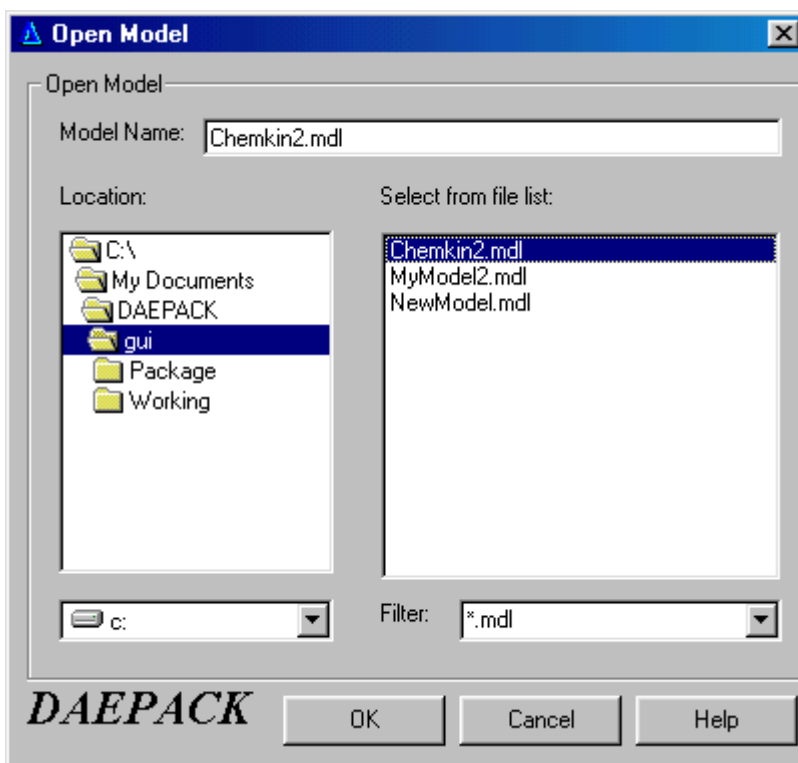 Open Model
Open Model
Model Name: Chemkin2.mdl
Location:
Select from file list:
C:\
My Documents
DAEPACK
gui
Package
Working
Chemkin2.mdl
MyModel2.mdl
NewModel.mdl
c:
Filter: *.mdl
DAEPACK
OK
Cancel
Help